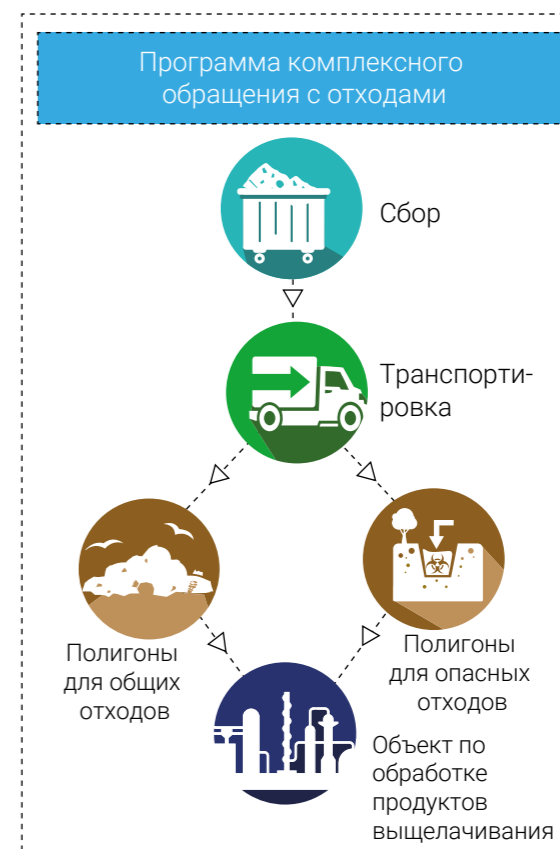 Программа комплексного
обращения с отходами
Сбор
Транспорти-
ровка
Полигоны
для общих
отходов
Полигоны
для опасных
отходов
Объект по
обработке
продуктов
выщелачивания